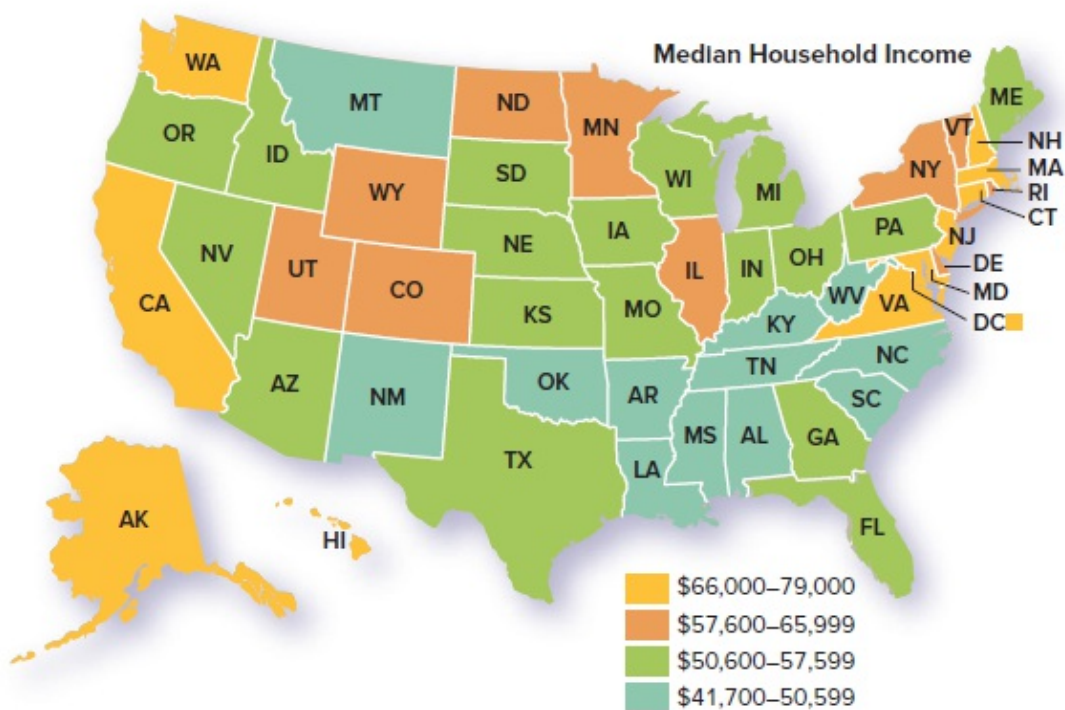 Median Household Income
WA
MT
ND
MN
ME
VT
NH
MA
RI
CT
OR
ID
WY
SD
WI
MI
NY
NV
UT
CO
NE
IA
IL
IN
OH
PA
NJ
DE
MD
DC
CA
KS
MO
KY
WV
VA
AZ
NM
OK
AR
TN
NC
SC
TX
LA
MS
AL
GA
FL
AK
HI
$66,000–79,000
$57,600–65,999
$50,600–57,599
$41,700–50,599